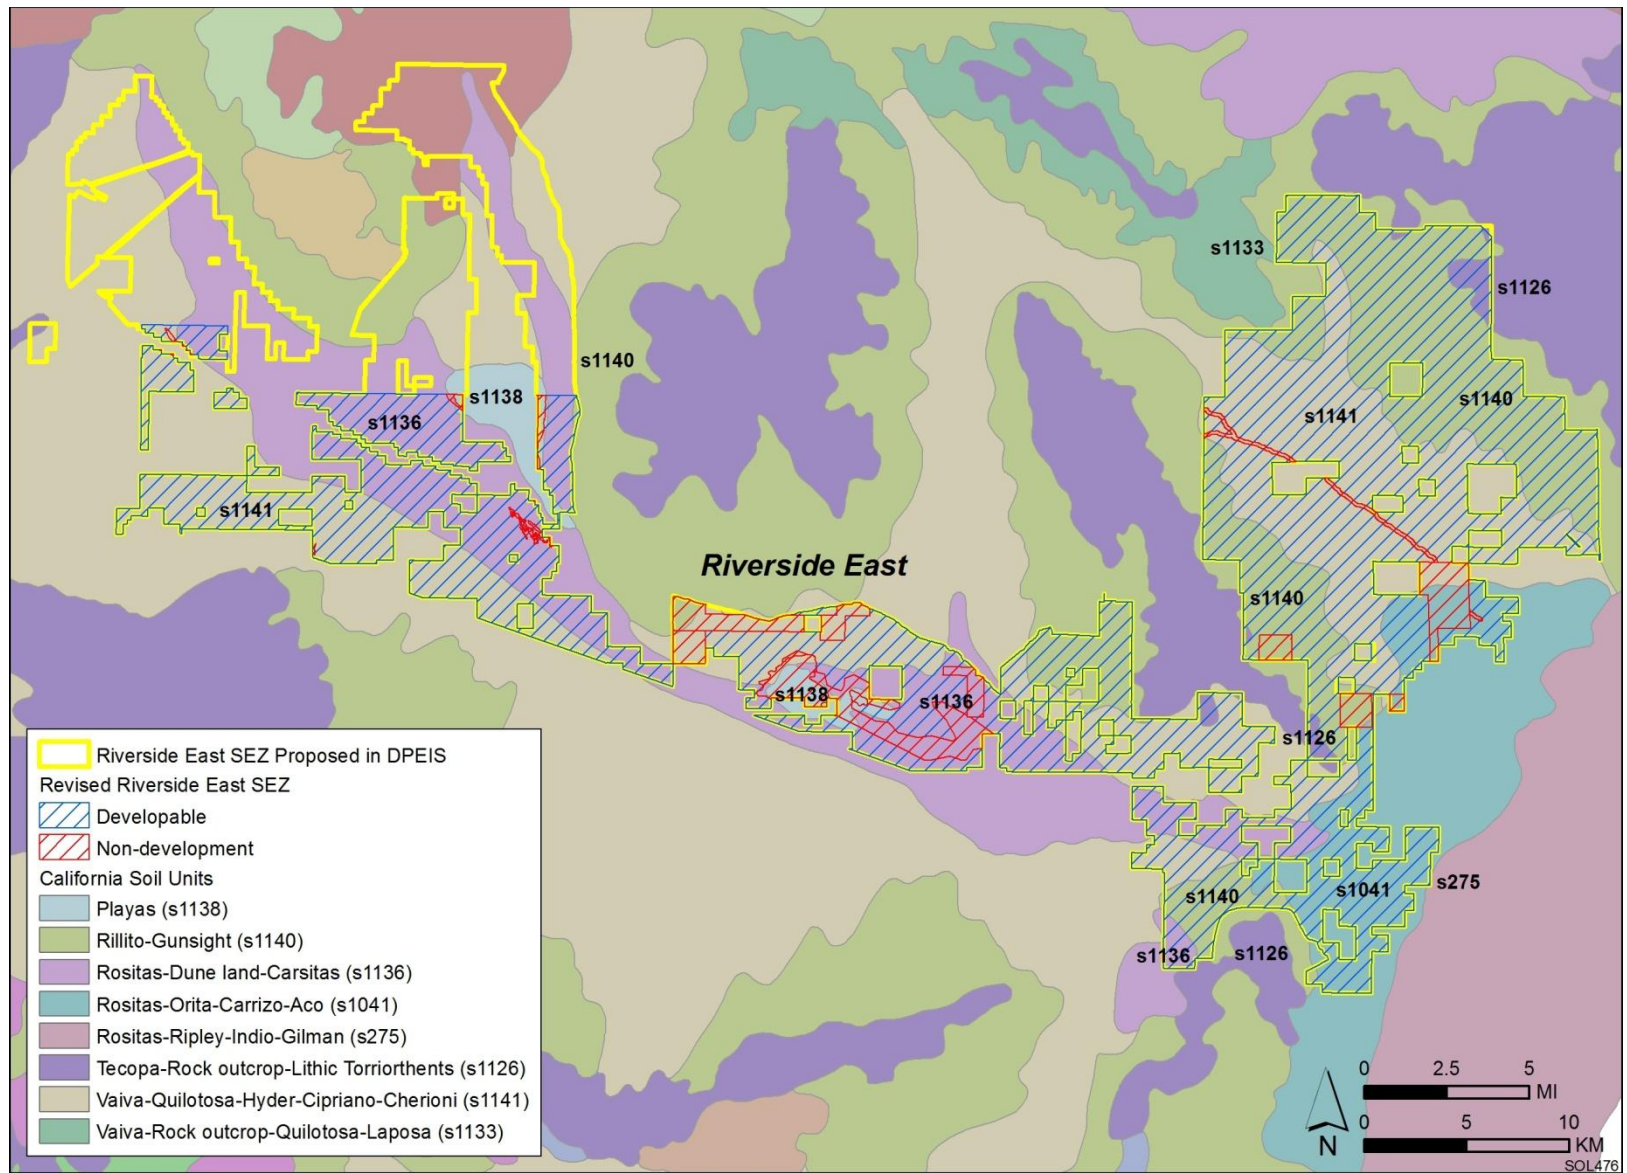 s1133
s1126
s1140
s1138
s1136
s1141
s1140
s1141
Riverside East
s1140
s1138
s1136
s1126
s1140
s1041
s275
s1136
s1126
Riverside East SEZ Proposed in DPEIS
Revised Riverside East SEZ
Developable
Non-development
California Soil Units
Playas (s1138)
Rillito-Gunsight (s1140)
Rositas-Dune land-Carsitas (s1136)
Rositas-Orita-Carrizo-Aco (s1041)
Rositas-Ripley-Indio-Gilman (s275)
Tecopa-Rock outcrop-Lithic Torriorthents (s1126)
Vaiva-Quilotosa-Hyder-Cipriano-Cherioni (s1141)
Vaiva-Rock outcrop-Quilotosa-Laposa (s1133)
N
0 2.5 5
MI
0 5 10
KM
SOL476